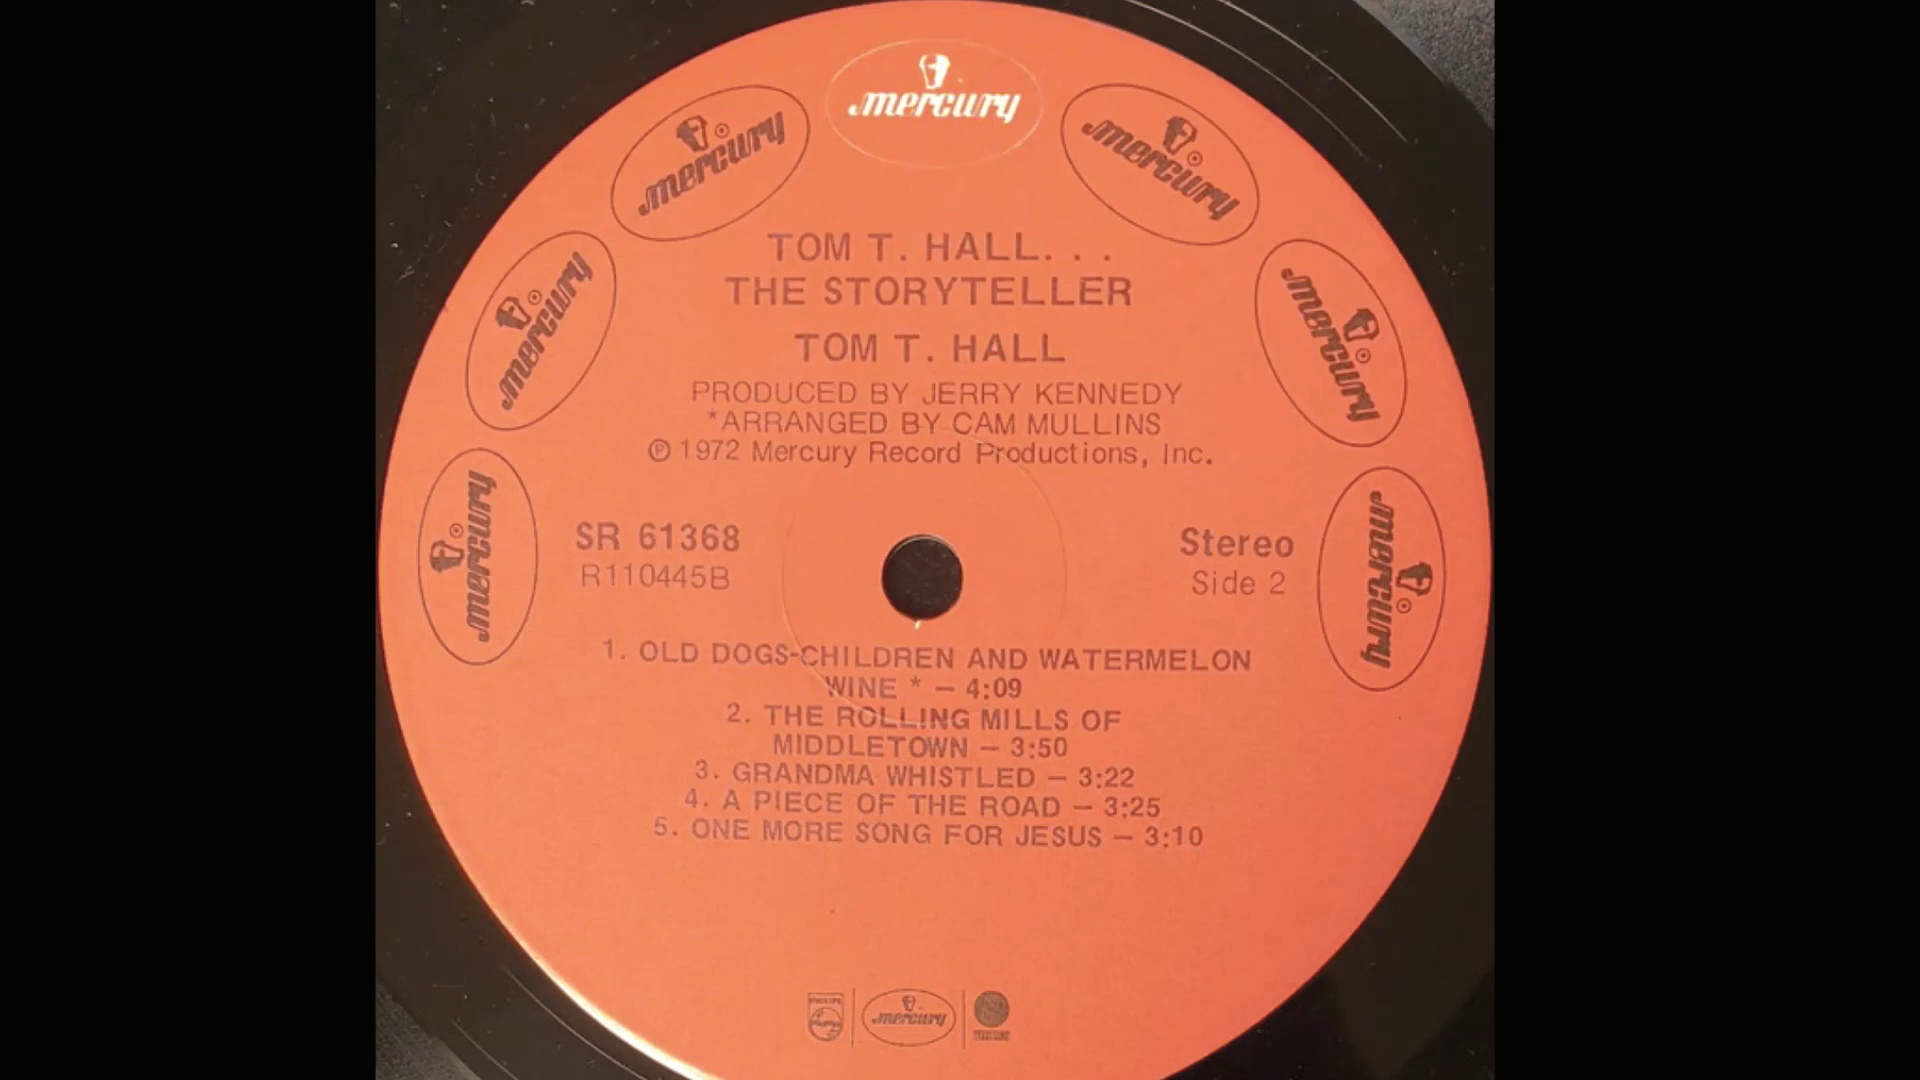 mercury
mercury
mercury
mercury
mercury
mercury
mercury
TOM T. HALL. . .
THE STORYTELLER
TOM T. HALL
PRODUCED BY JERRY KENNEDY
*ARRANGED BY CAM MULLINS
℗ 1972 Mercury Record Productions, Inc.
SR 61368
R110445B
Stereo
Side 2
1. OLD DOGS-CHILDREN AND WATERMELON
WINE * — 4:09
2. THE ROLLING MILLS OF
MIDDLETOWN — 3:50
3. GRANDMA WHISTLED — 3:22
4. A PIECE OF THE ROAD — 3:25
5. ONE MORE SONG FOR JESUS — 3:10
mercury